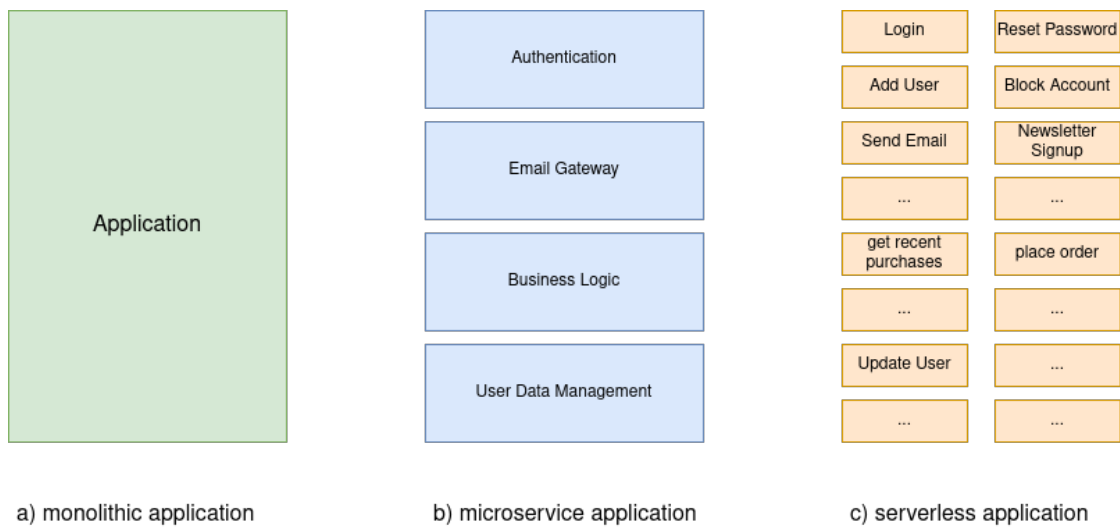 Application
Authentication
Email Gateway
Business Logic
User Data Management
Login
Reset Password
Add User
Block Account
Send Email
Newsletter
Signup
...
...
get recent
purchases
place order
...
...
Update User
...
...
...
a) monolithic application
b) microservice application
c) serverless application